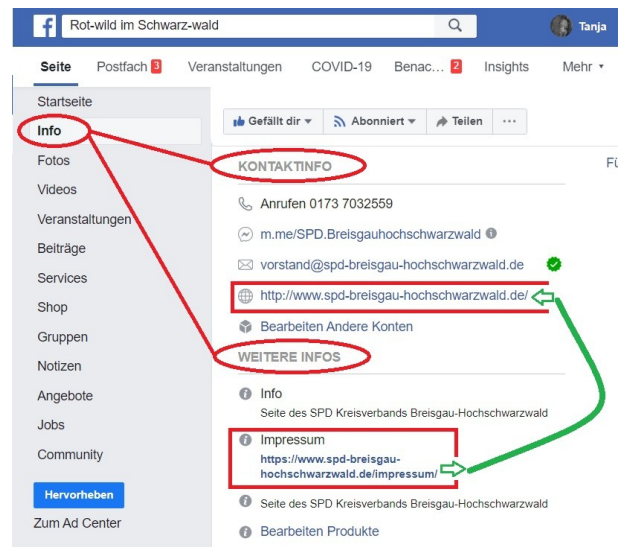 f Rot-wild im Schwarz-wald Tanja
Seite Postfach 3 Veranstaltungen COVID-19 Benac... 2 Insights Mehr
Startseite
Info
Fotos
Videos
Veranstaltungen
Beiträge
Services
Shop
Gruppen
Notizen
Angebote
Jobs
Community
Hervorheben
Zum Ad Center
Gefällt dir Abonniert Teilen ...
KONTAKTINFO Fü
Anrufen 0173 7032559
m.me/SPD.Breisgauhochschwarzwald
vorstand@spd-breisgau-hochschwarzwald.de
http://www.spd-breisgau-hochschwarzwald.de/
Bearbeiten Andere Konten
WEITERE INFOS
Info
Seite des SPD Kreisverbands Breisgau-Hochschwarzwald
Impressum
https://www.spd-breisgau-
hochschwarzwald.de/impressum/
Seite des SPD Kreisverbands Breisgau-Hochschwarzwald
Bearbeiten Produkte